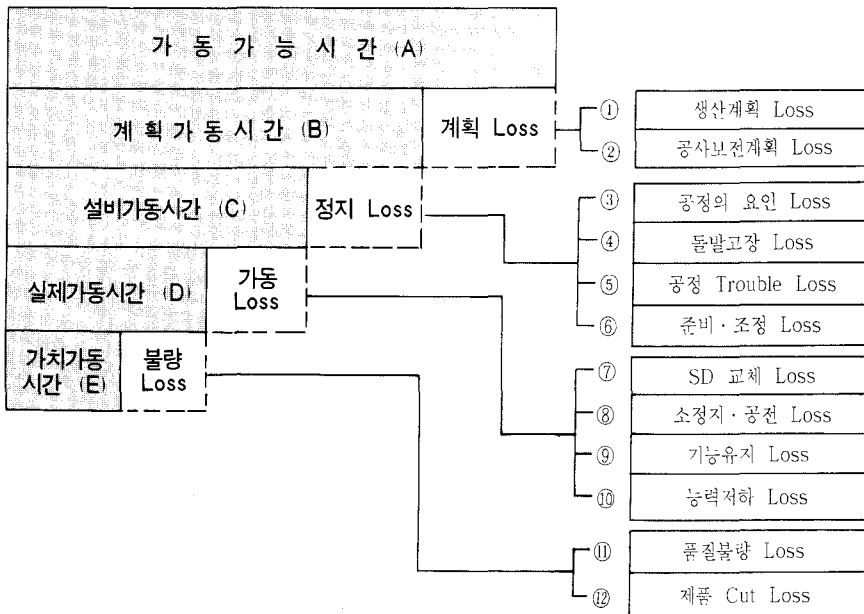 가 동 가 능 시 간 (A)
계 획 가 동 시 간 (B)
계획 Loss
① 생산계획 Loss
② 공사보전계획 Loss
설비가동시간 (C)
정지 Loss
③ 공정의 요인 Loss
④ 돌발고장 Loss
⑤ 공정 Trouble Loss
⑥ 준비·조정 Loss
실제가동시간 (D)
가동
Loss
⑦ SD 교체 Loss
⑧ 소정지·공전 Loss
⑨ 기능유지 Loss
⑩ 능력저하 Loss
가치가동
시간 (E)
불량
Loss
⑪ 품질불량 Loss
⑫ 제품 Cut Loss